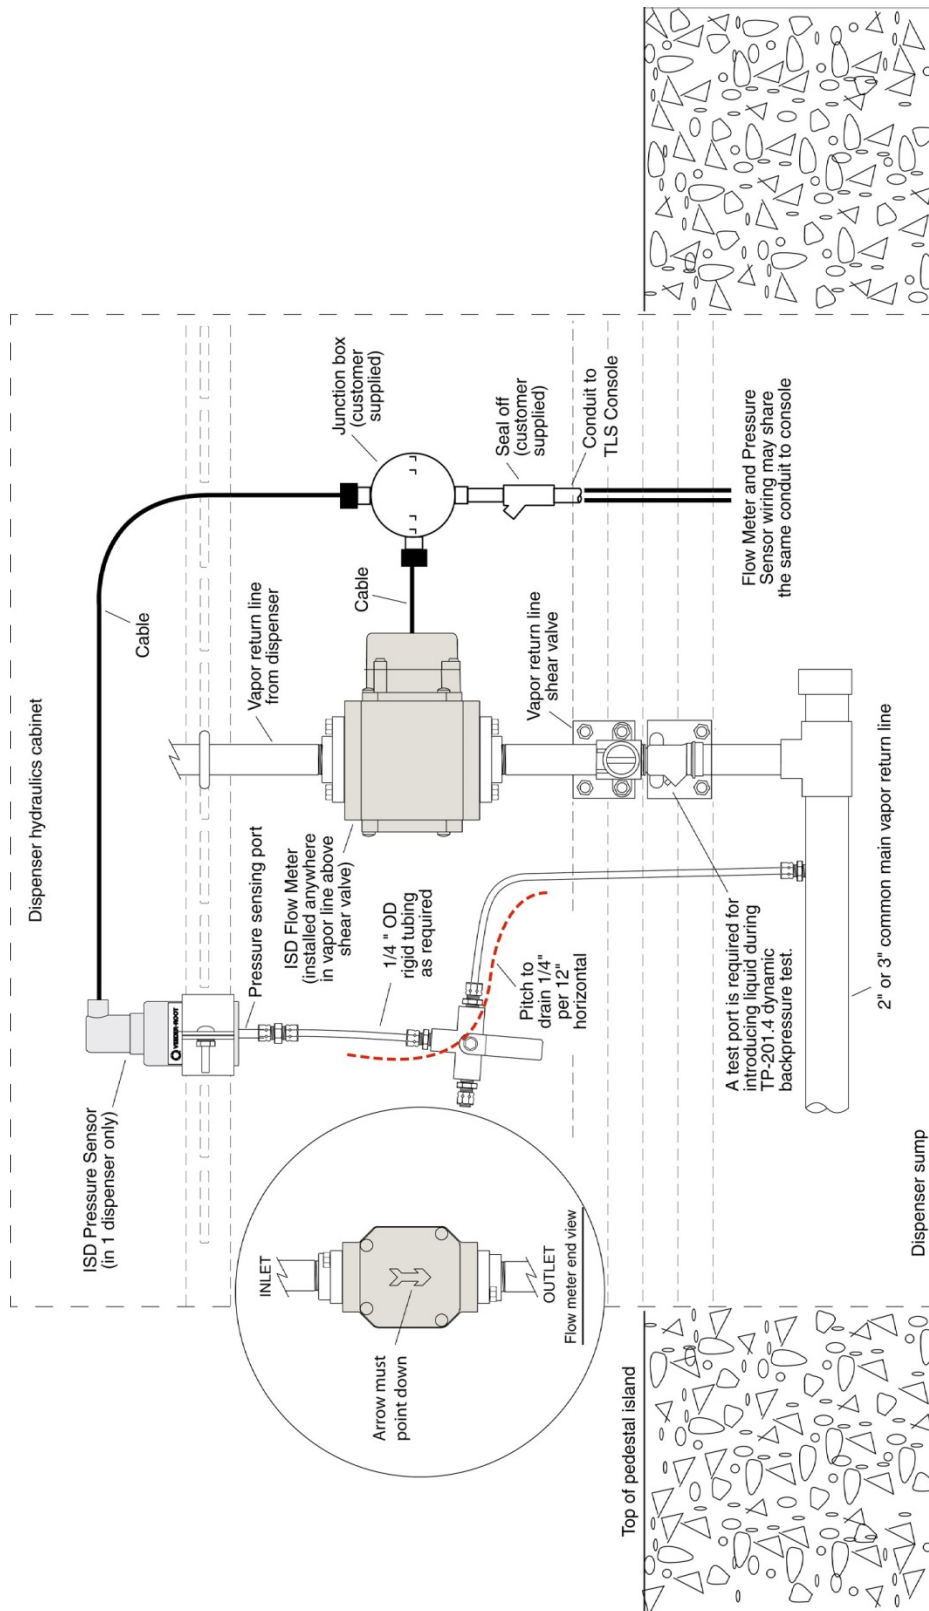 Dispenser hydraulics cabinet
ISD Pressure Sensor
(in 1 dispenser only)
VEEDER-ROOT
Cable
Pressure sensing port
Vapor return line
from dispenser
Junction box
(customer
supplied)
ISD Flow Meter
(installed anywhere
in vapor line above
shear valve)
Cable
1/4 " OD
rigid tubing
as required
Seal off
(customer
supplied)
INLET
Arrow must
point down
OUTLET
Flow meter end view
Pitch to
drain 1/4"
per 12"
horizontal
Vapor return line
shear valve
Conduit to
TLS Console
Top of pedestal island
A test port is required for
introducing liquid during
TP-201.4 dynamic
backpressure test.
Flow Meter and Pressure
Sensor wiring may share
the same conduit to console
2" or 3" common main vapor return line
Dispenser sump